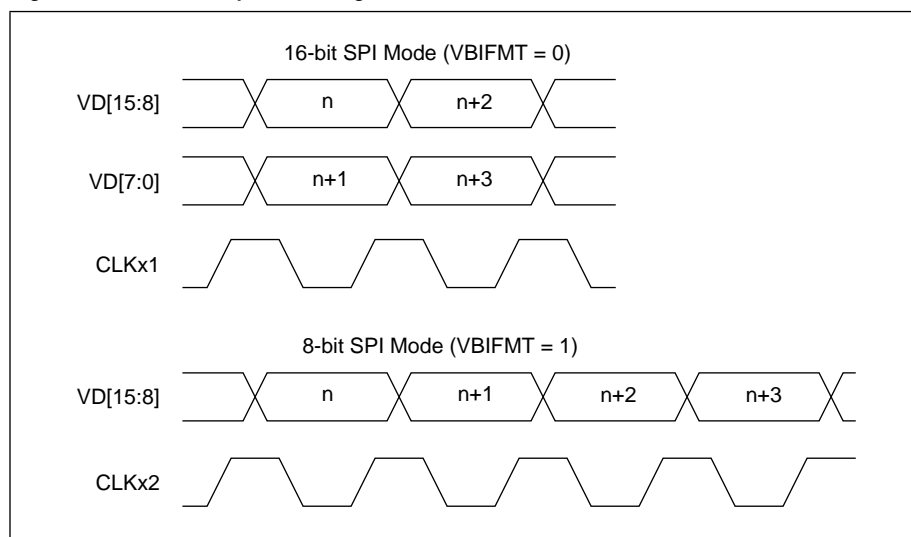 16-bit SPI Mode (VBIFMT = 0)
VD[15:8] n n+2
VD[7:0] n+1 n+3
CLKx1
8-bit SPI Mode (VBIFMT = 1)
VD[15:8] n n+1 n+2 n+3
CLKx2